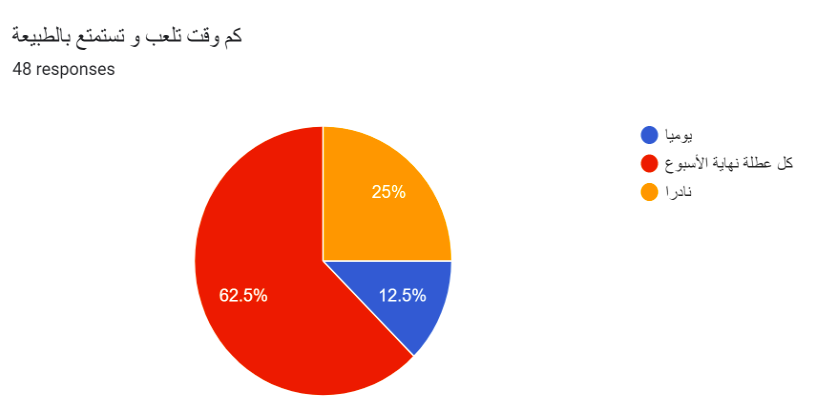 كم وقت تلعب و تستمتع بالطبيعة
48 responses
يوميا
كل عطلة نهاية الأسبوع
نادرا
25%
62.5%
12.5%